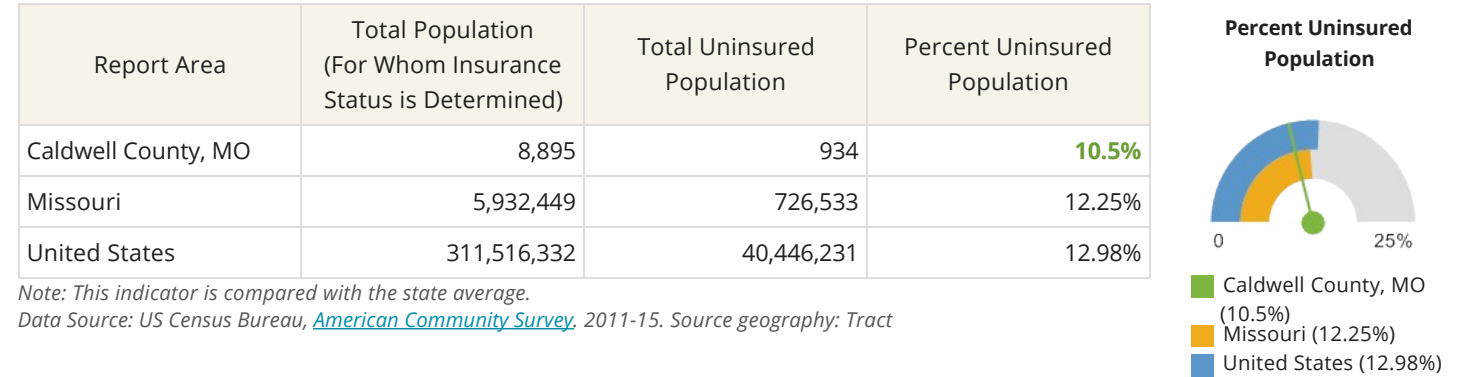 Report Area
Total Population
(For Whom Insurance
Status is Determined)
Total Uninsured
Population
Percent Uninsured
Population
Caldwell County, MO 8,895 934 10.5%
Missouri 5,932,449 726,533 12.25%
United States 311,516,332 40,446,231 12.98%
Note: This indicator is compared with the state average.
Data Source: US Census Bureau, American Community Survey. 2011-15. Source geography: Tract
Percent Uninsured
Population
0 25%
Caldwell County, MO
(10.5%)
Missouri (12.25%)
United States (12.98%)